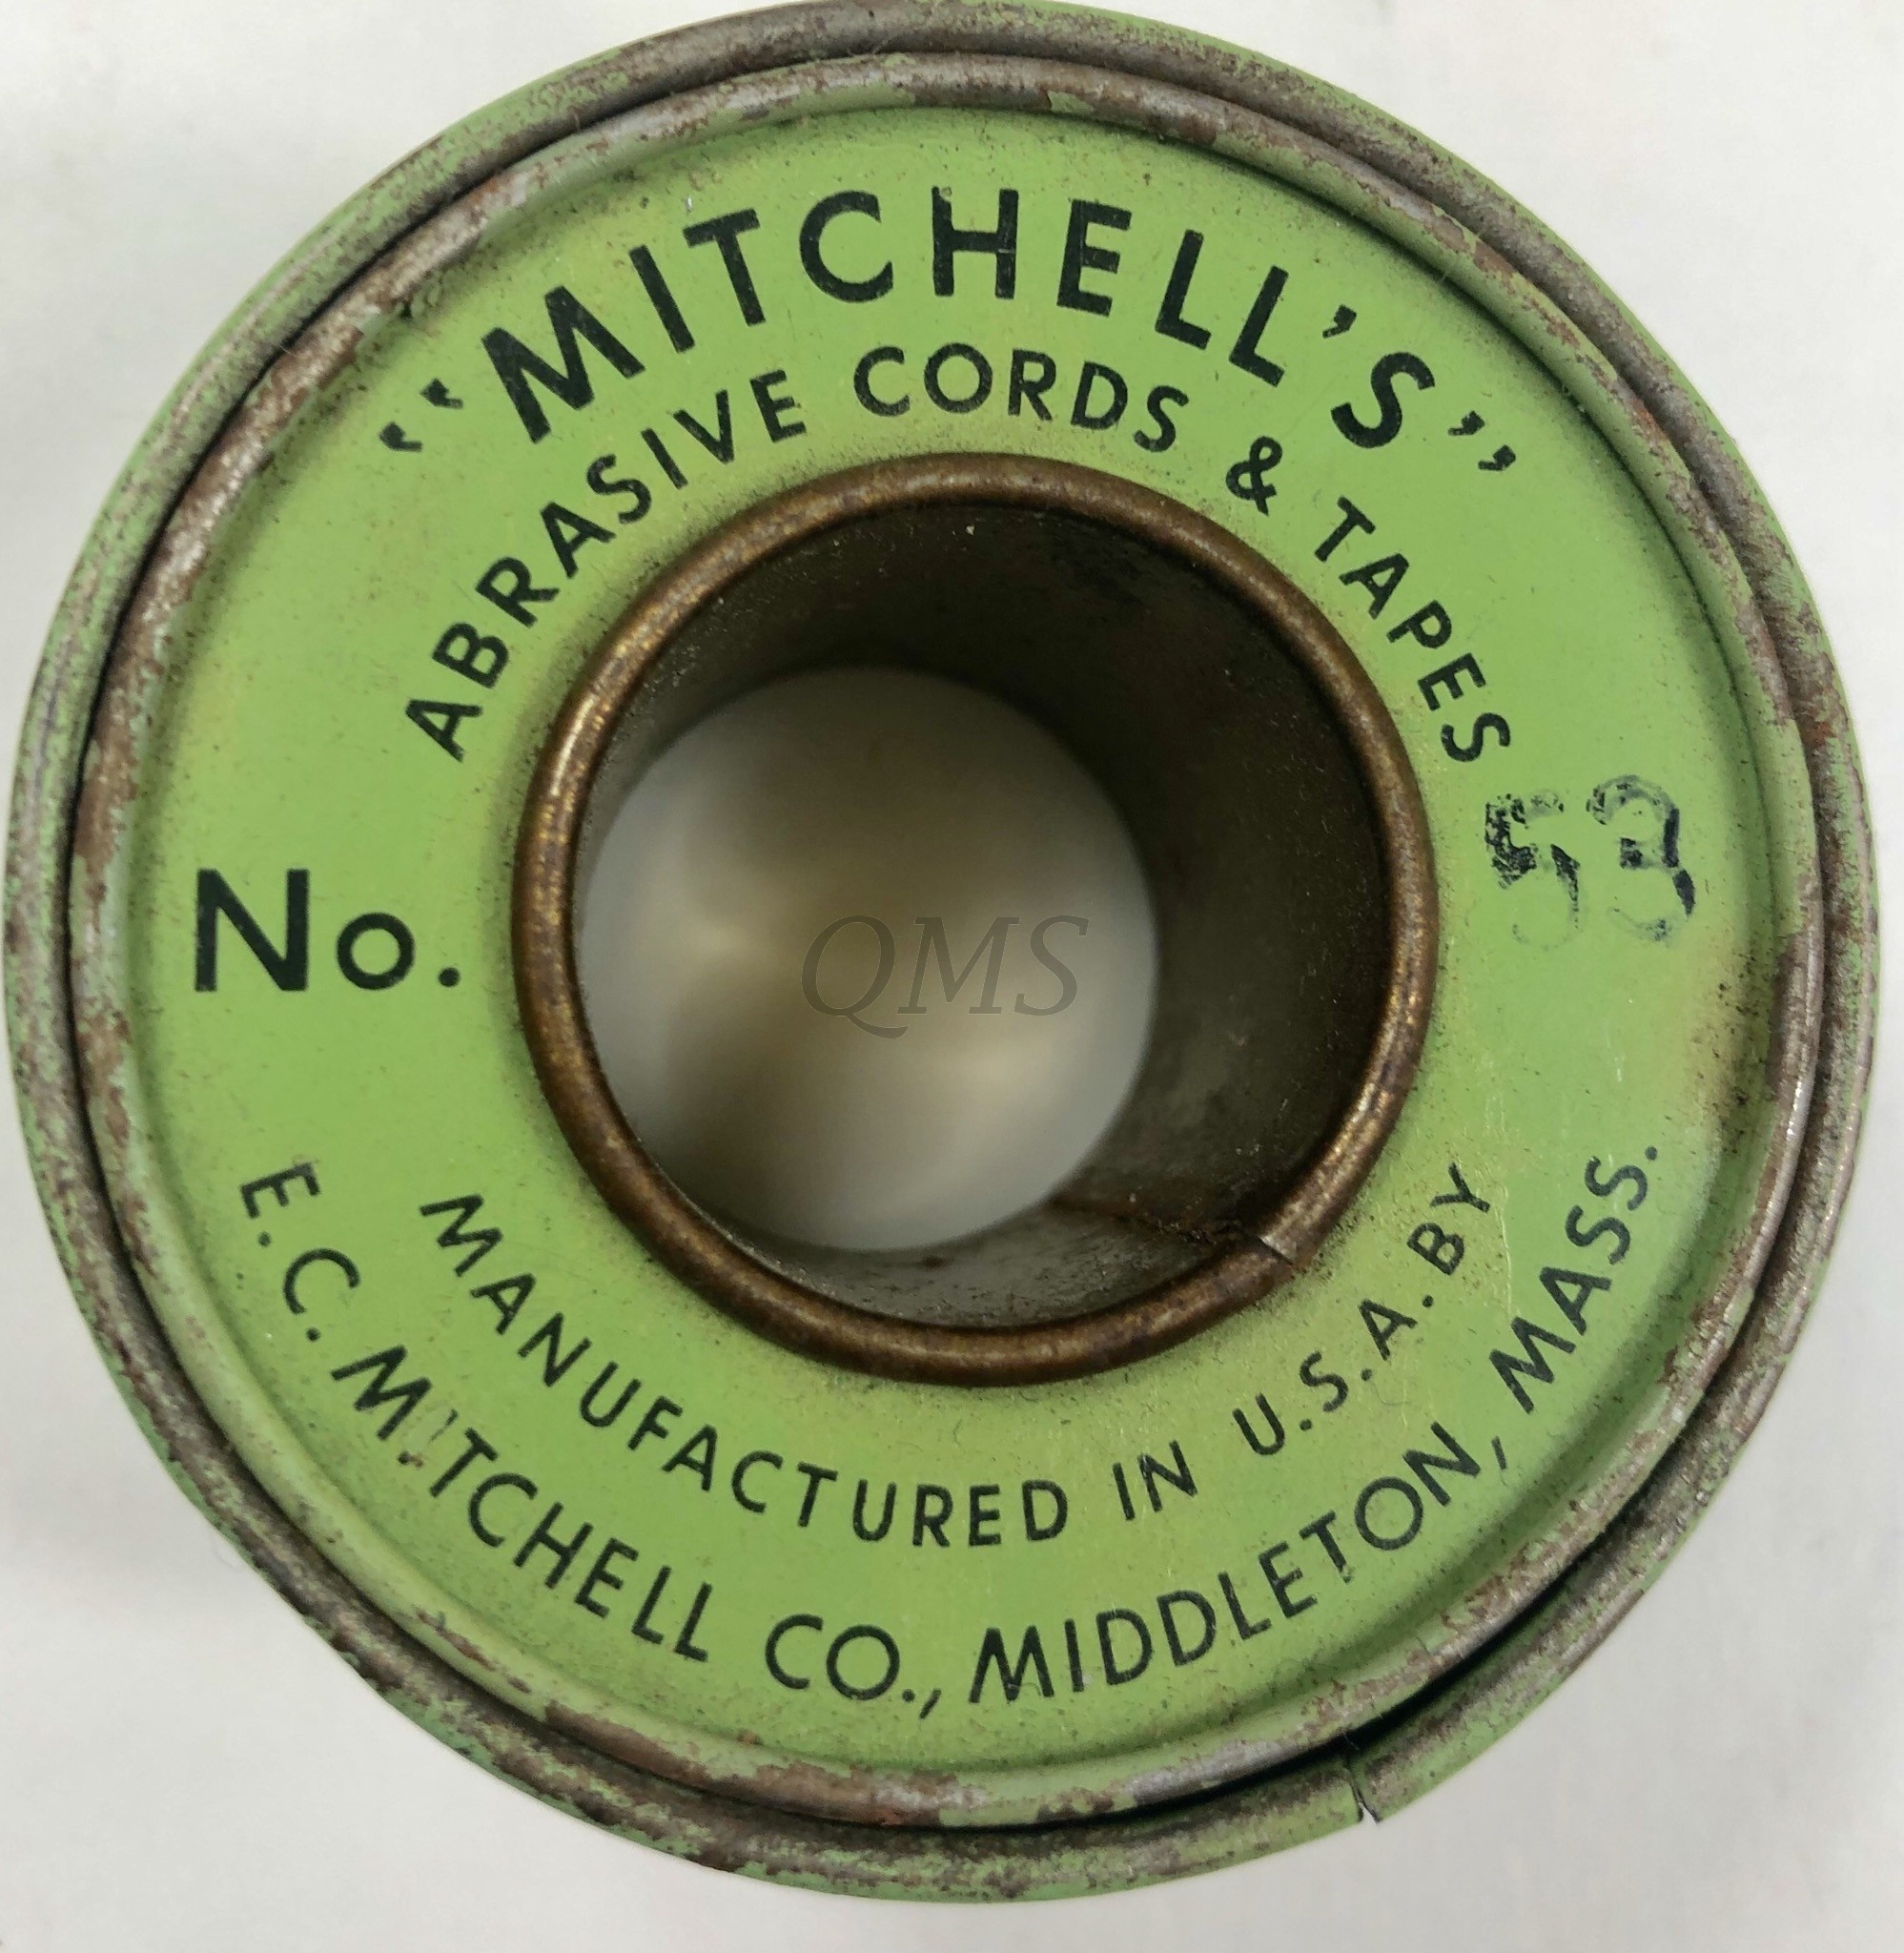 "MITCHELL'S"
ABRASIVE CORDS & TAPES
No. 53
MANUFACTURED IN U.S.A. BY
E.C. MITCHELL CO., MIDDLETON, MASS.
QMS